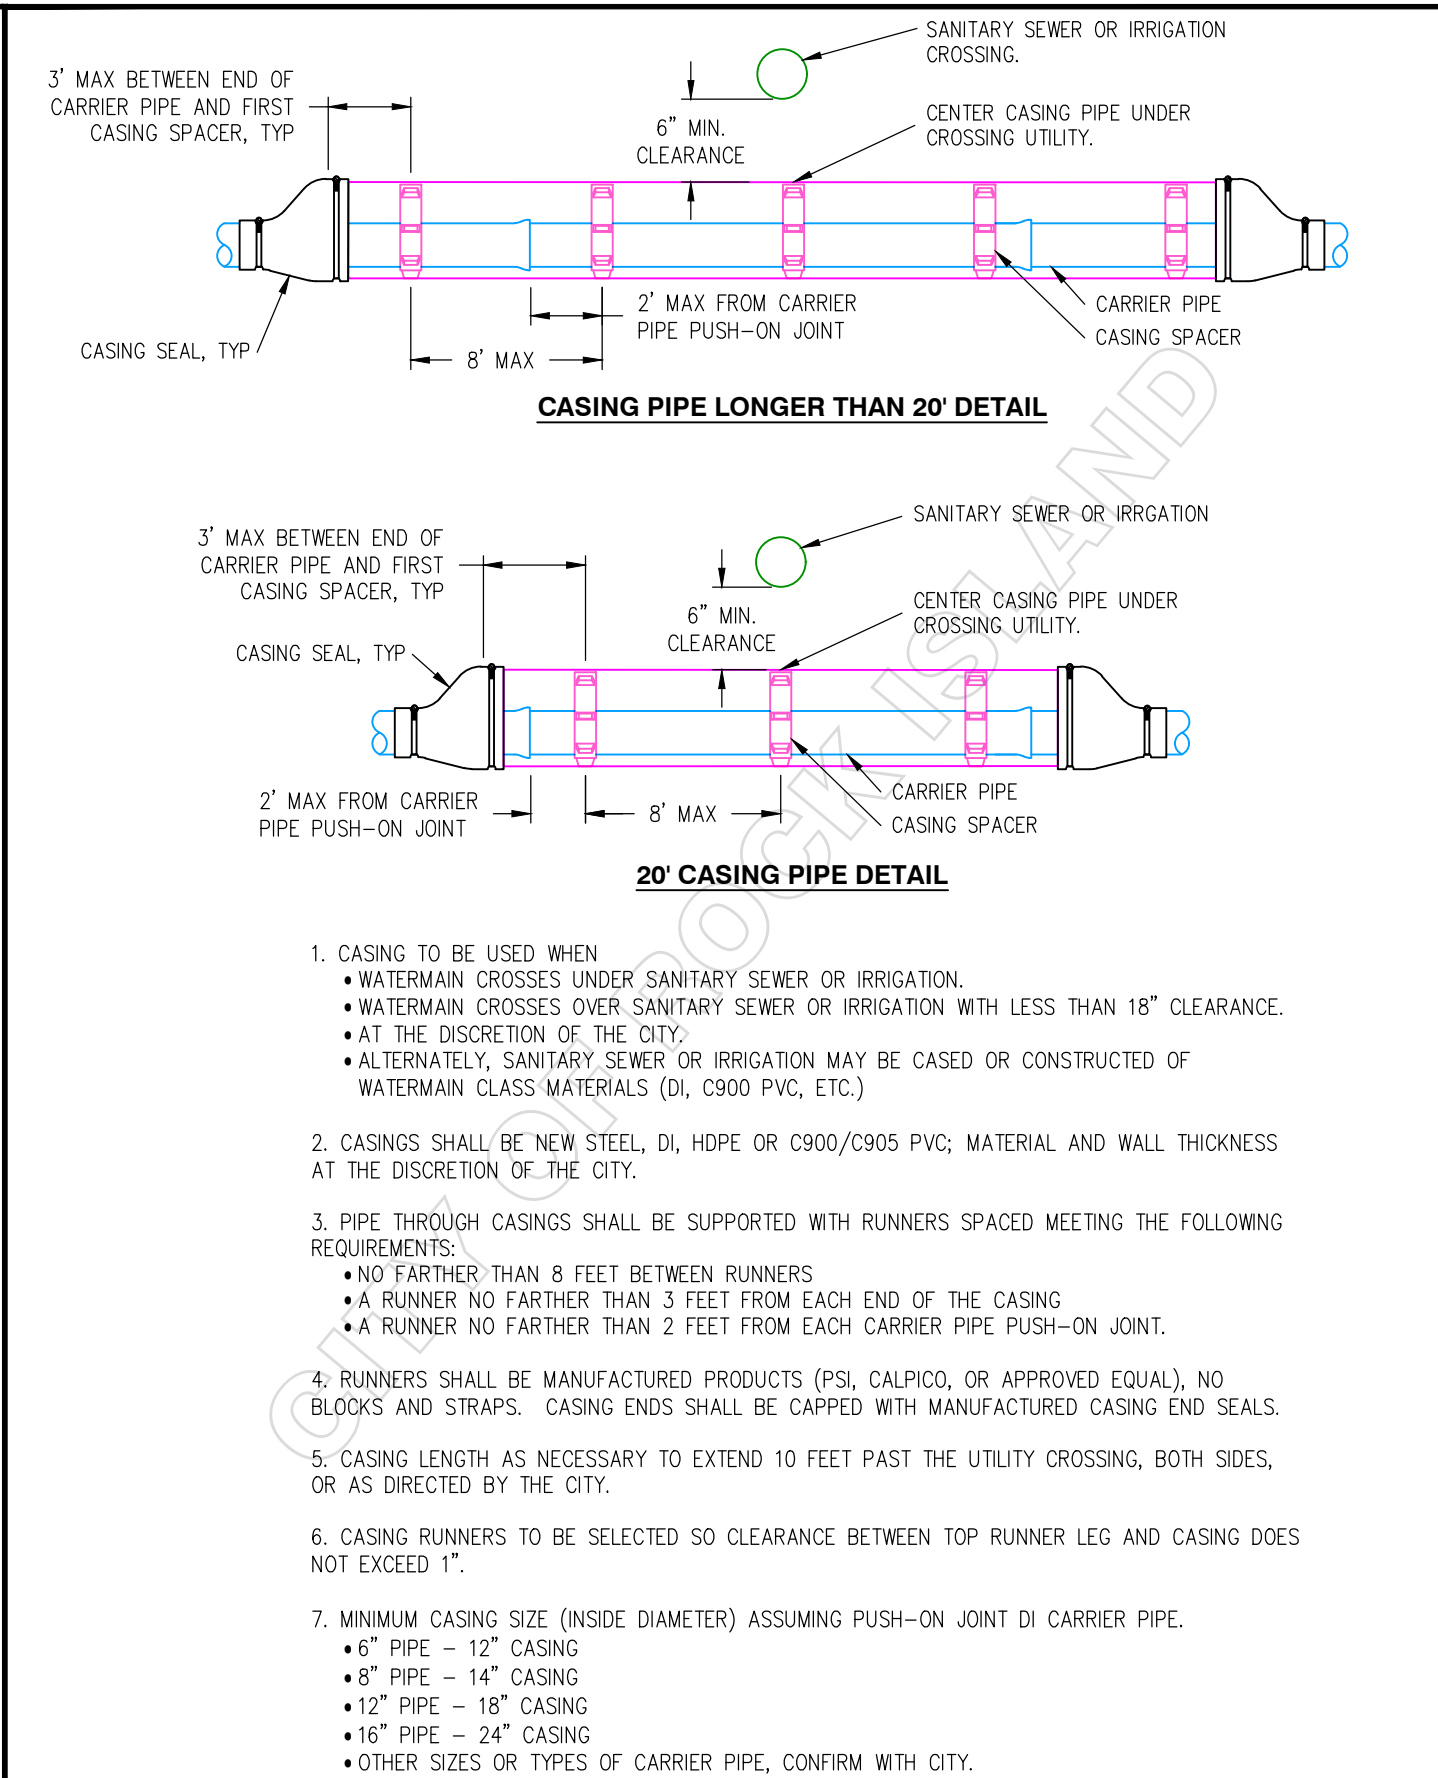 SANITARY SEWER OR IRRIGATION
CROSSING.
3' MAX BETWEEN END OF
CARRIER PIPE AND FIRST
CASING SPACER, TYP
6" MIN.
CLEARANCE
CENTER CASING PIPE UNDER
CROSSING UTILITY.
2' MAX FROM CARRIER
PIPE PUSH-ON JOINT
CARRIER PIPE
CASING SPACER
CASING SEAL, TYP
8' MAX
CASING PIPE LONGER THAN 20' DETAIL
SANITARY SEWER OR IRRGATION
3' MAX BETWEEN END OF
CARRIER PIPE AND FIRST
CASING SPACER, TYP
6" MIN.
CLEARANCE
CENTER CASING PIPE UNDER
CROSSING UTILITY.
CASING SEAL, TYP
2' MAX FROM CARRIER
PIPE PUSH-ON JOINT
8' MAX
CARRIER PIPE
CASING SPACER
20' CASING PIPE DETAIL
1. CASING TO BE USED WHEN
• WATERMAIN CROSSES UNDER SANITARY SEWER OR IRRIGATION.
• WATERMAIN CROSSES OVER SANITARY SEWER OR IRRIGATION WITH LESS THAN 18" CLEARANCE.
• AT THE DISCRETION OF THE CITY.
• ALTERNATELY, SANITARY SEWER OR IRRIGATION MAY BE CASED OR CONSTRUCTED OF
WATERMAIN CLASS MATERIALS (DI, C900 PVC, ETC.)
2. CASINGS SHALL BE NEW STEEL, DI, HDPE OR C900/C905 PVC; MATERIAL AND WALL THICKNESS
AT THE DISCRETION OF THE CITY.
3. PIPE THROUGH CASINGS SHALL BE SUPPORTED WITH RUNNERS SPACED MEETING THE FOLLOWING
REQUIREMENTS:
• NO FARTHER THAN 8 FEET BETWEEN RUNNERS
• A RUNNER NO FARTHER THAN 3 FEET FROM EACH END OF THE CASING
• A RUNNER NO FARTHER THAN 2 FEET FROM EACH CARRIER PIPE PUSH-ON JOINT.
4. RUNNERS SHALL BE MANUFACTURED PRODUCTS (PSI, CALPICO, OR APPROVED EQUAL), NO
BLOCKS AND STRAPS. CASING ENDS SHALL BE CAPPED WITH MANUFACTURED CASING END SEALS.
5. CASING LENGTH AS NECESSARY TO EXTEND 10 FEET PAST THE UTILITY CROSSING, BOTH SIDES,
OR AS DIRECTED BY THE CITY.
6. CASING RUNNERS TO BE SELECTED SO CLEARANCE BETWEEN TOP RUNNER LEG AND CASING DOES
NOT EXCEED 1".
7. MINIMUM CASING SIZE (INSIDE DIAMETER) ASSUMING PUSH-ON JOINT DI CARRIER PIPE.
• 6" PIPE - 12" CASING
• 8" PIPE - 14" CASING
• 12" PIPE - 18" CASING
• 16" PIPE - 24" CASING
• OTHER SIZES OR TYPES OF CARRIER PIPE, CONFIRM WITH CITY.
CITY OF ROCK ISLAND